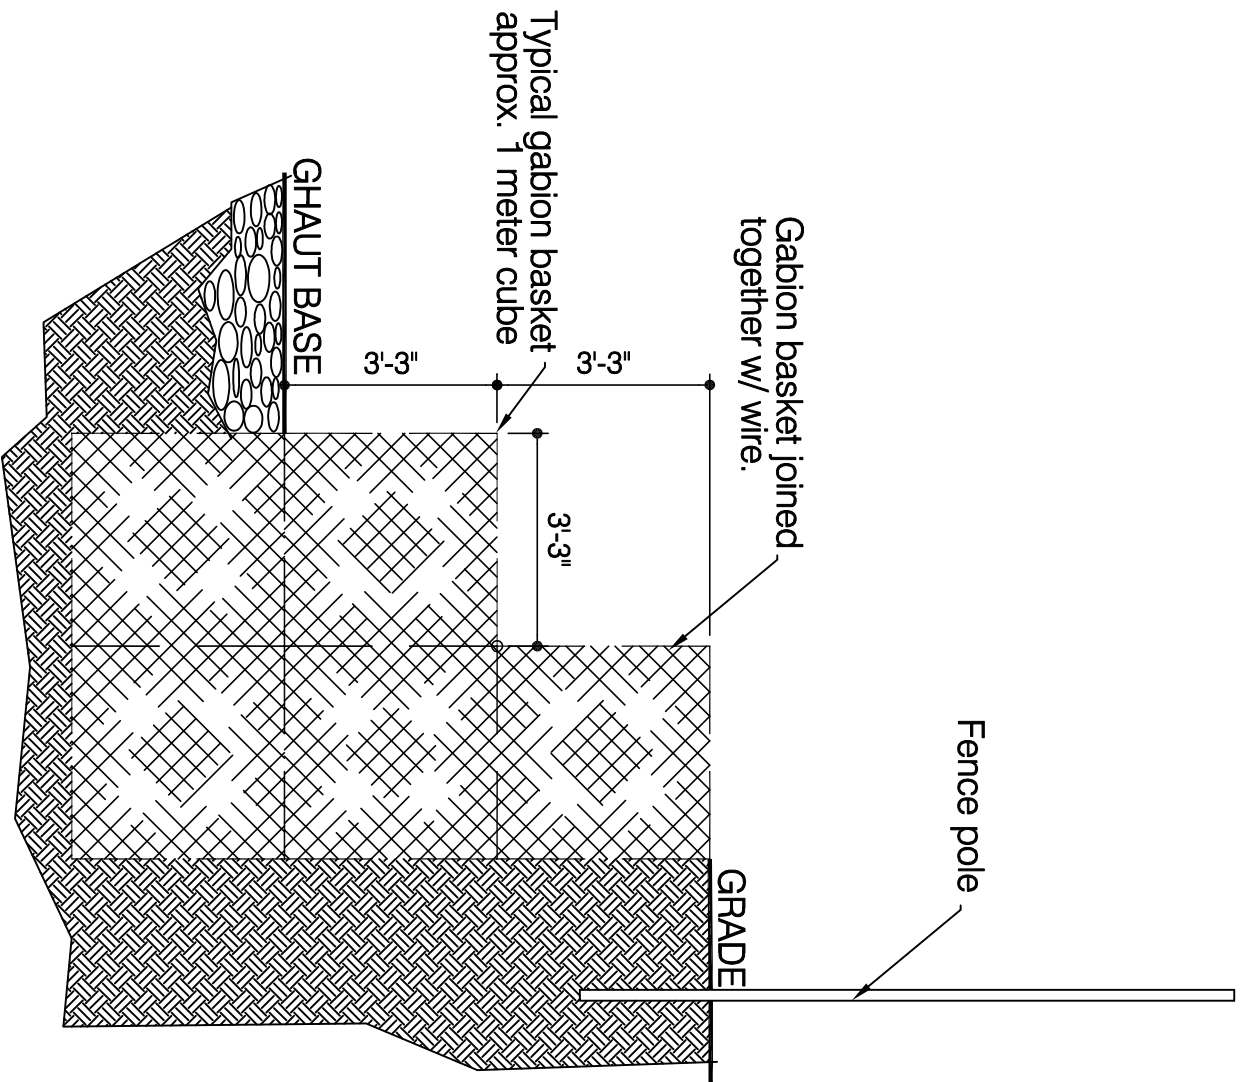 Fence pole
Gabion basket joined
together w/ wire.
GRADE
Typical gabion basket
approx. 1 meter cube
3'-3"
3'-3"
3'-3"
GHAUT BASE